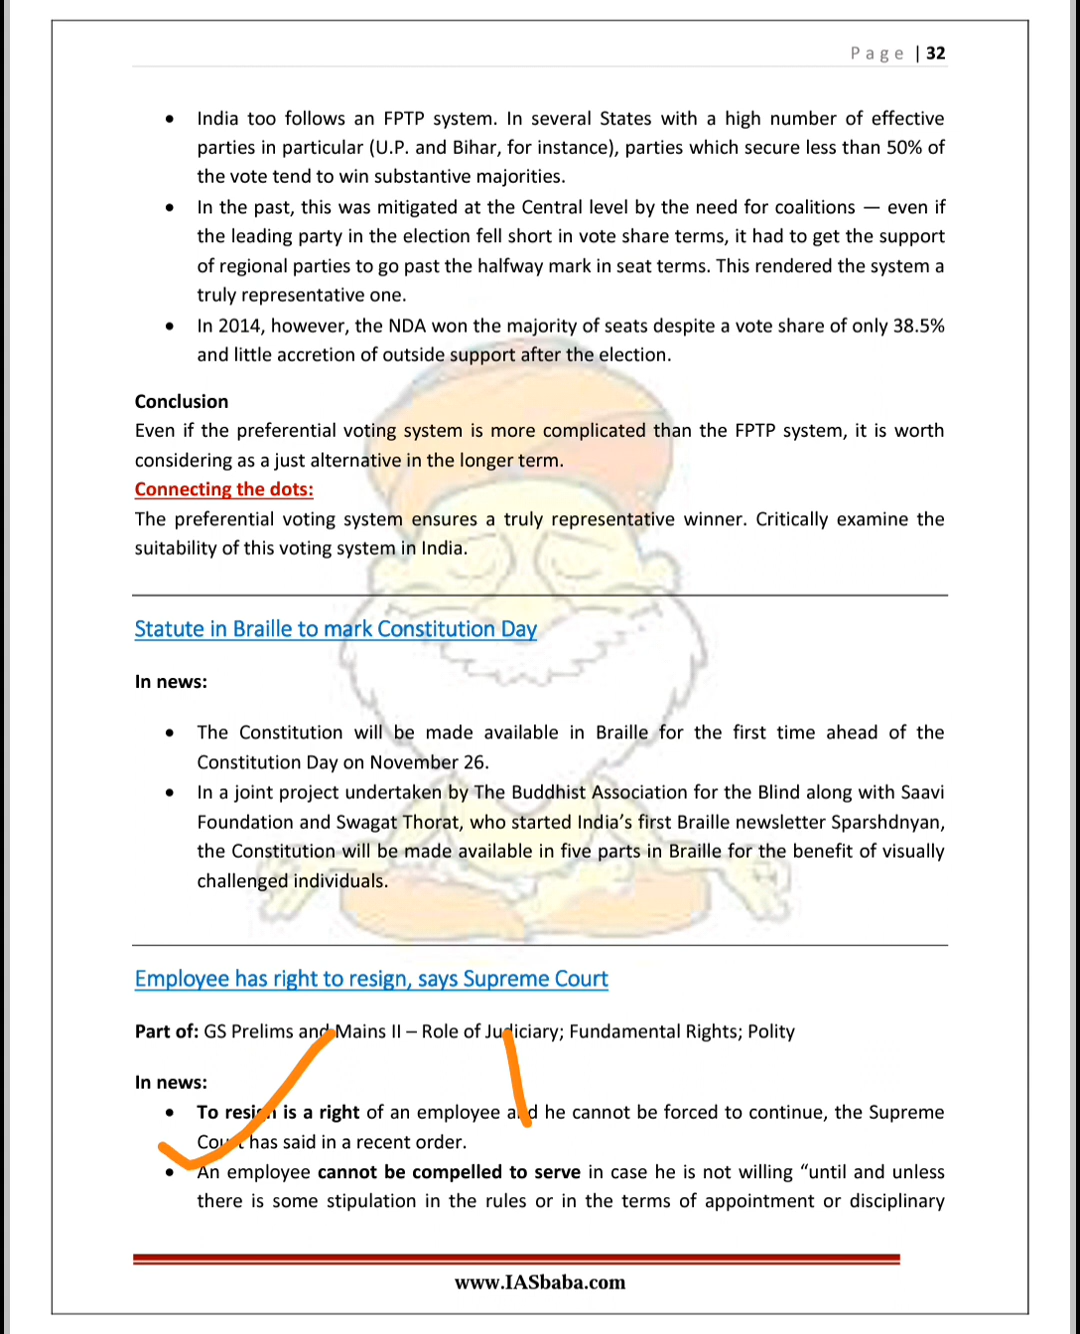 Page | 32
• India too follows an FPTP system. In several States with a high number of effective
parties in particular (U.P. and Bihar, for instance), parties which secure less than 50% of
the vote tend to win substantive majorities.
• In the past, this was mitigated at the Central level by the need for coalitions — even if
the leading party in the election fell short in vote share terms, it had to get the support
of regional parties to go past the halfway mark in seat terms. This rendered the system a
truly representative one.
• In 2014, however, the NDA won the majority of seats despite a vote share of only 38.5%
and little accretion of outside support after the election.
Conclusion
Even if the preferential voting system is more complicated than the FPTP system, it is worth
considering as a just alternative in the longer term.
Connecting the dots:
The preferential voting system ensures a truly representative winner. Critically examine the
suitability of this voting system in India.
Statute in Braille to mark Constitution Day
In news:
• The Constitution will be made available in Braille for the first time ahead of the
Constitution Day on November 26.
• In a joint project undertaken by The Buddhist Association for the Blind along with Saavi
Foundation and Swagat Thorat, who started India's first Braille newsletter Sparshdnyan,
the Constitution will be made available in five parts in Braille for the benefit of visually
challenged individuals.
Employee has right to resign, says Supreme Court
Part of: GS Prelims and Mains II – Role of Judiciary; Fundamental Rights; Polity
In news:
• To resign is a right of an employee and he cannot be forced to continue, the Supreme
Court has said in a recent order.
• An employee cannot be compelled to serve in case he is not willing "until and unless
there is some stipulation in the rules or in the terms of appointment or disciplinary
www.IASbaba.com